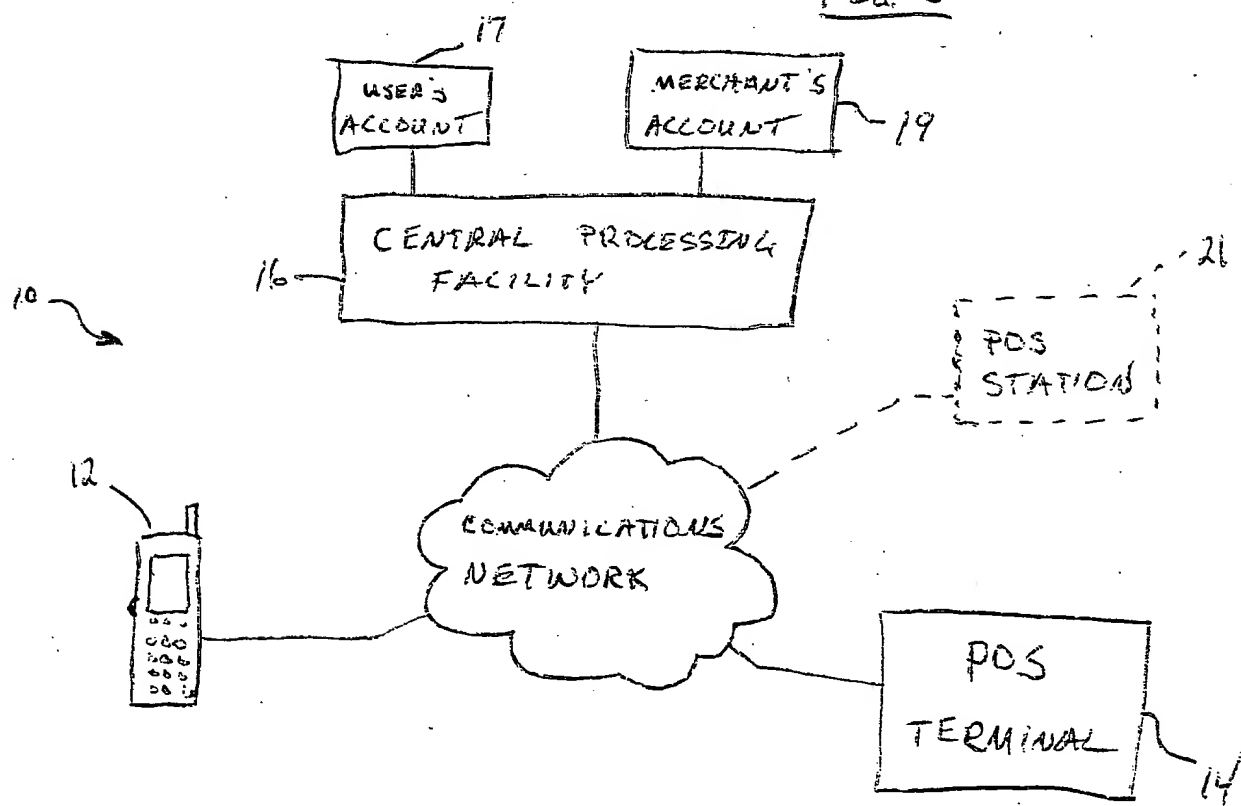 17
USER'S
ACCOUNT
MERCHANT'S
ACCOUNT
19
CENTRAL PROCESSING
FACILITY
16
10
21
POS
STATION
12
COMMUNICATIONS
NETWORK
POS
TERMINAL
14